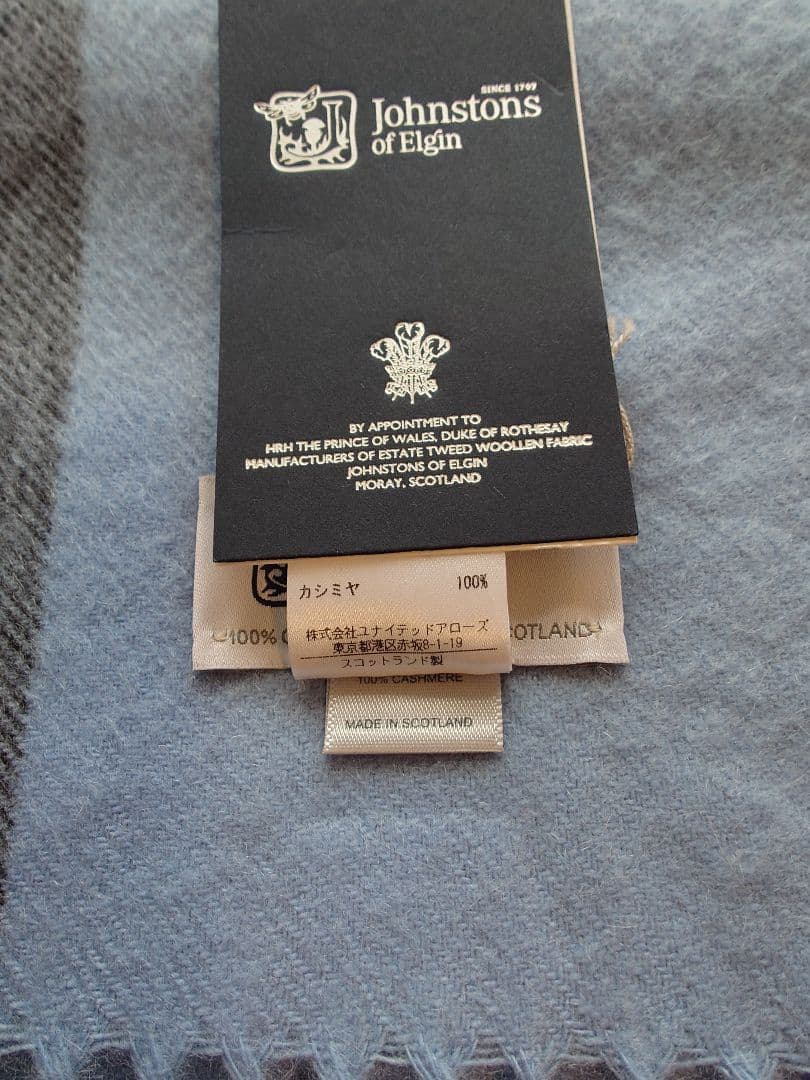 SINCE 1797
Johnstons
of Elgin
BY APPOINTMENT TO
HRH THE PRINCE OF WALES, DUKE OF ROTHESAY
MANUFACTURERS OF ESTATE TWEED WOOLLEN FABRIC
JOHNSTONS OF ELGIN
MORAY, SCOTLAND
カシミヤ 100%
100%
OTLAND
株式会社ユナイテッドアローズ
東京都港区赤坂8-1-19
スコットランド製
100% CASHMERE
MADE IN SCOTLAND